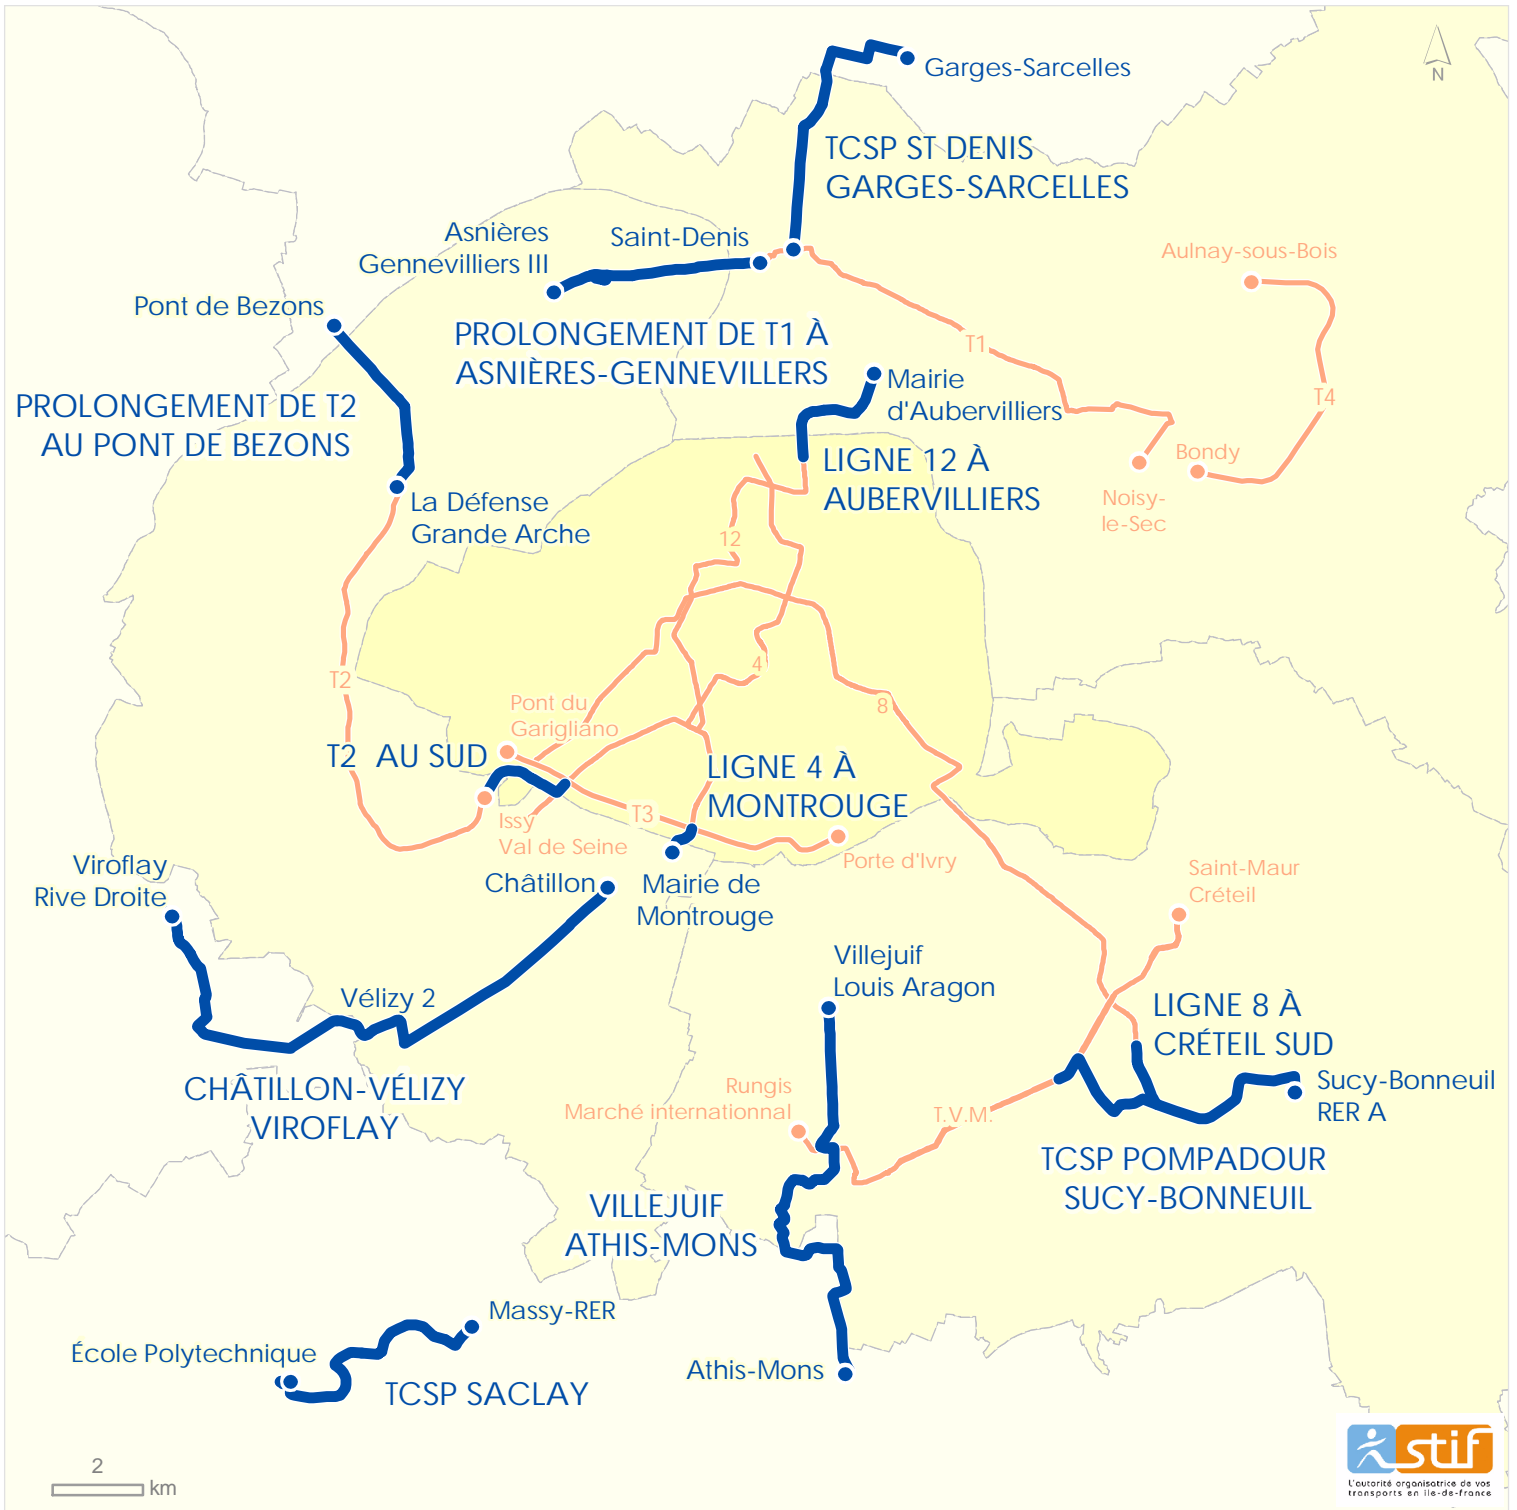 N
Garges-Sarcelles
TCSP ST DENIS
GARGES-SARCELLES
Asnières
Gennevilliers III
Saint-Denis
Aulnay-sous-Bois
Pont de Bezons
PROLONGEMENT DE T1 À
ASNIÈRES-GENNEVILLERS
T1
Mairie
d'Aubervilliers
T4
PROLONGEMENT DE T2
AU PONT DE BEZONS
LIGNE 12 À
AUBERVILLIERS
Bondy
Noisy-
le-Sec
La Défense
Grande Arche
12
4
T2
8
Pont du
Garigliano
T2 AU SUD
LIGNE 4 À
MONTROUGE
T3
Issy
Val de Seine
Porte d'Ivry
Viroflay
Rive Droite
Châtillon
Mairie de
Montrouge
Saint-Maur
Créteil
Villejuif
Louis Aragon
Vélizy 2
LIGNE 8 À
CRÉTEIL SUD
CHÂTILLON-VÉLIZY
VIROFLAY
Rungis
Marché internationnal
T.V.M.
Sucy-Bonneuil
RER A
TCSP POMPADOUR
SUCY-BONNEUIL
VILLEJUIF
ATHIS-MONS
Massy-RER
École Polytechnique
TCSP SACLAY
Athis-Mons
2
km
stif
L'autorité organisatrice de vos
transports en île-de-france